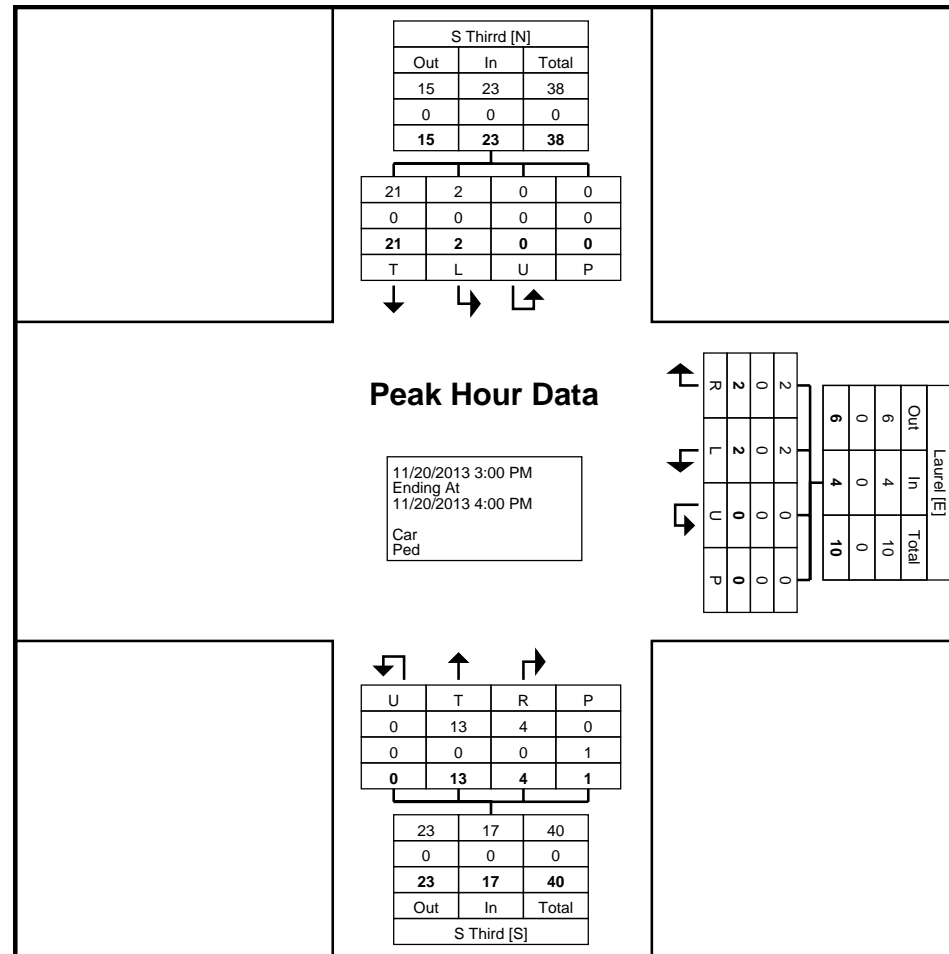 S Thirrd [N]
Out In Total
15 23 38
0 0 0
15 23 38
21 2 0 0
0 0 0 0
21 2 0 0
T L U P
Peak Hour Data
11/20/2013 3:00 PM
Ending At
11/20/2013 4:00 PM
Car
Ped
Laurel [E]
Out In Total
6 4 10
0 0 0
6 4 10
2 2 0 0
0 0 0 0
2 2 0 0
R L U P
U T R P
0 13 4 0
0 0 0 1
0 13 4 1
23 17 40
0 0 0
23 17 40
Out In Total
S Third [S]